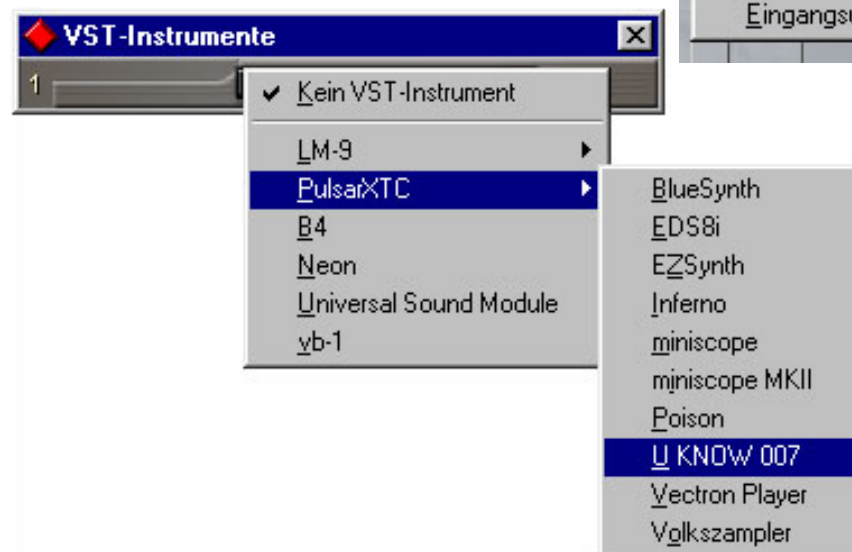 Eingangs
VST-Instrumente
1
Kein VST-Instrument
LM-9
PulsarXTC
B4
Neon
Universal Sound Module
vb-1
BlueSynth
EDS8i
EZSynth
Inferno
miniscope
miniscope MKII
Poison
U KNOW 007
Vectron Player
Volkszampler